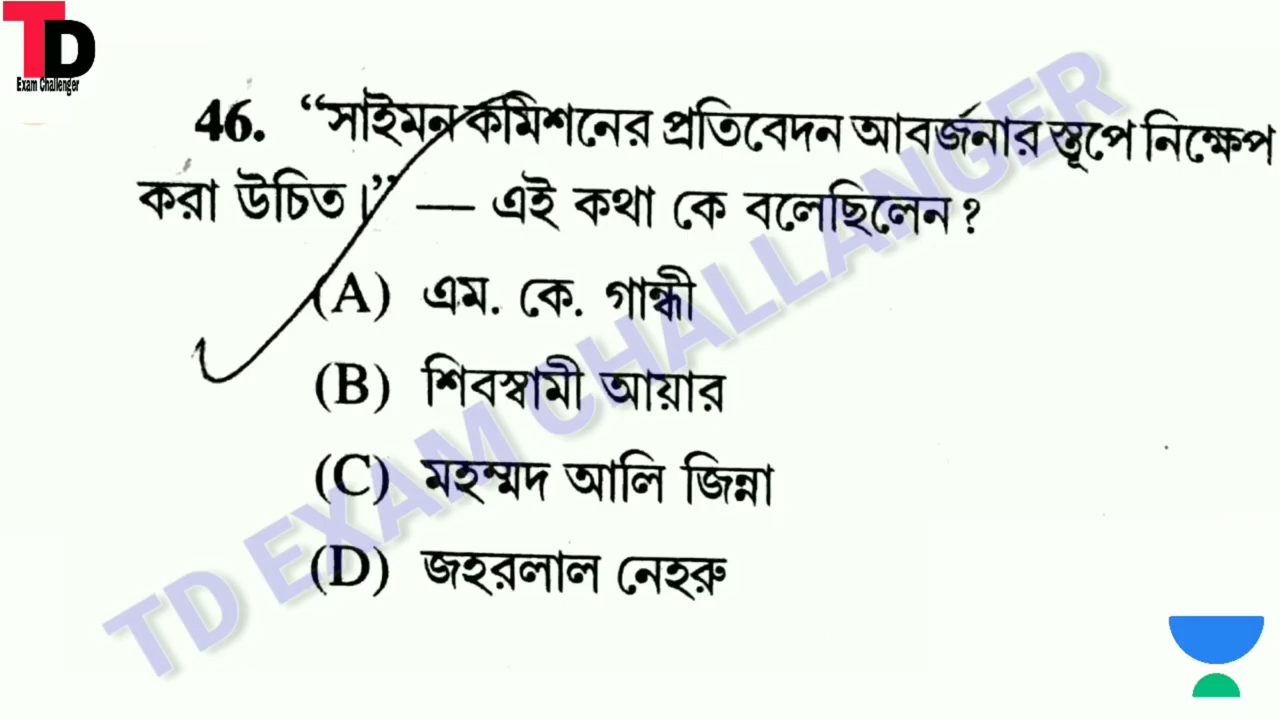 TD
Exam Challenger
46. “সাইমন কমিশনের প্রতিবেদন আবর্জনার স্তূপে নিক্ষেপ
করা উচিত।” — এই কথা কে বলেছিলেন ?
(A) এম. কে. গান্ধী
(B) শিবস্বামী আয়ার
(C) মহম্মদ আলি জিন্না
(D) জহরলাল নেহরু
TD EXAM CHALLANGER